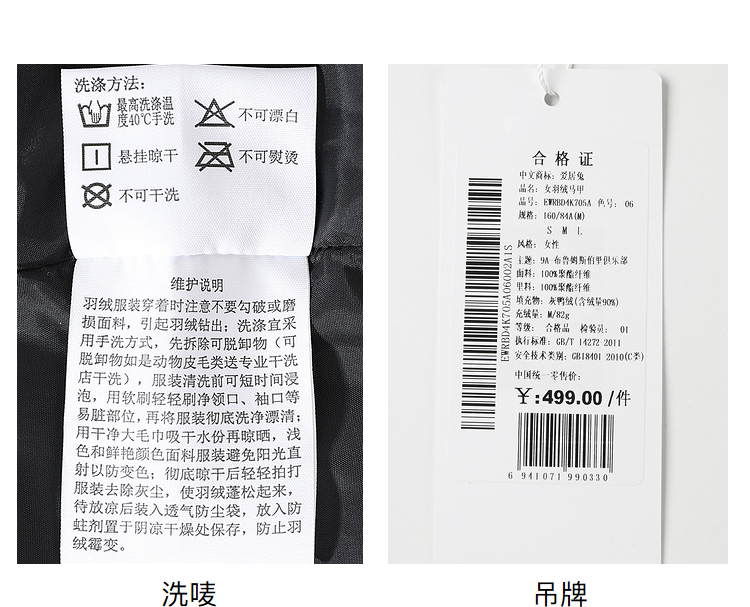 洗涤方法:
最高洗涤温
度40℃手洗
不可漂白
悬挂晾干
不可熨烫
不可干洗
维护说明
羽绒服装穿着时注意不要勾破或磨
损面料，引起羽绒钻出；洗涤宜采
用手洗方式，先拆除可脱卸物（可
脱卸物如是动物皮毛类送专业干洗
店干洗），服装清洗前可短时间浸
泡，用软刷轻轻刷净领口、袖口等
易脏部位，再将服装彻底洗净漂清；
用干净大毛巾吸干水份再晾晒，浅
色和鲜艳颜色面料服装避免阳光直
射以防变色；彻底晾干后轻轻拍打
服装去除灰尘，使羽绒蓬松起来，
待放凉后装入透气防尘袋，放入防
蛀剂置于阴凉干燥处保存，防止羽
绒霉变。
洗唛
合格证
中文商标: 爱居兔
品名: 女羽绒马甲
品号: EWRBD4K705A 色号: 06
规格: 160/84A(M)
S M L
风格: 女性
主题: 9A 布鲁姆斯伯里俱乐部
面料: 100%聚酯纤维
里料: 100%聚酯纤维
填充物: 灰鸭绒(含绒量90%)
充绒量: M/82g
等级: 合格品 检验员: 01
执行标准: GB/T 14272 2011
安全技术类别: GB18401 2010(C类)
中国统一零售价:
￥:499.00 /件
EWRBD4K705A06002A1S
6 941071 990330
吊牌